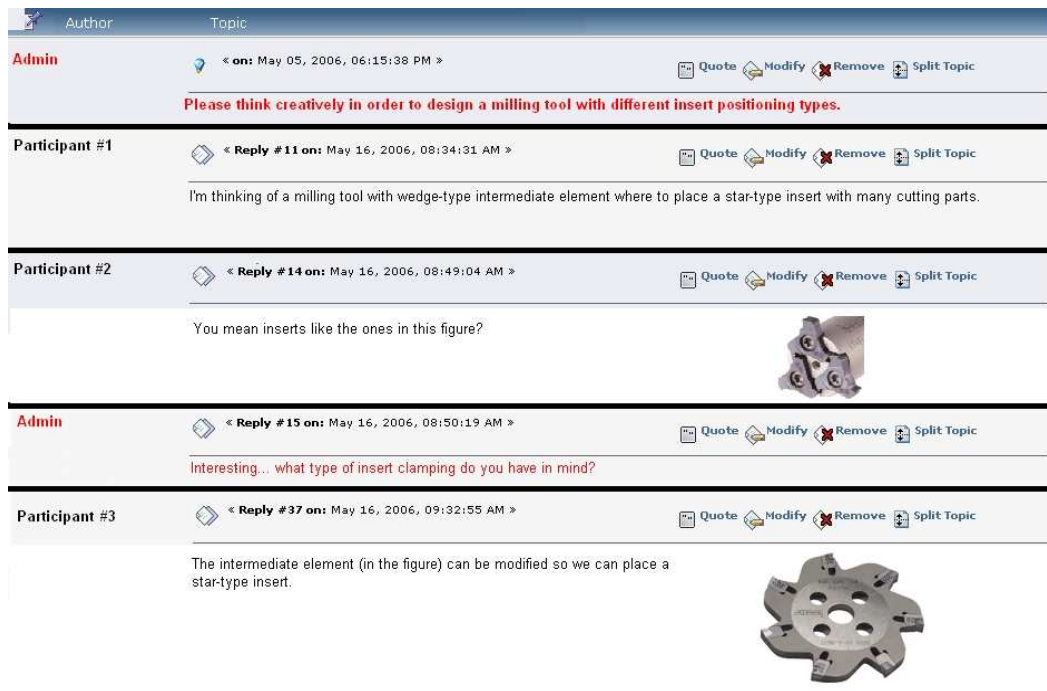 Author Topic
Admin
« on: May 05, 2006, 06:15:38 PM »
Quote Modify Remove Split Topic
Please think creatively in order to design a milling tool with different insert positioning types.
Participant #1
« Reply #11 on: May 16, 2006, 08:34:31 AM »
Quote Modify Remove Split Topic
I'm thinking of a milling tool with wedge-type intermediate element where to place a star-type insert with many cutting parts.
Participant #2
« Reply #14 on: May 16, 2006, 08:49:04 AM »
Quote Modify Remove Split Topic
You mean inserts like the ones in this figure?
Admin
« Reply #15 on: May 16, 2006, 08:50:19 AM »
Quote Modify Remove Split Topic
Interesting... what type of insert clamping do you have in mind?
Participant #3
« Reply #37 on: May 16, 2006, 09:32:55 AM »
Quote Modify Remove Split Topic
The intermediate element (in the figure) can be modified so we can place a
star-type insert.